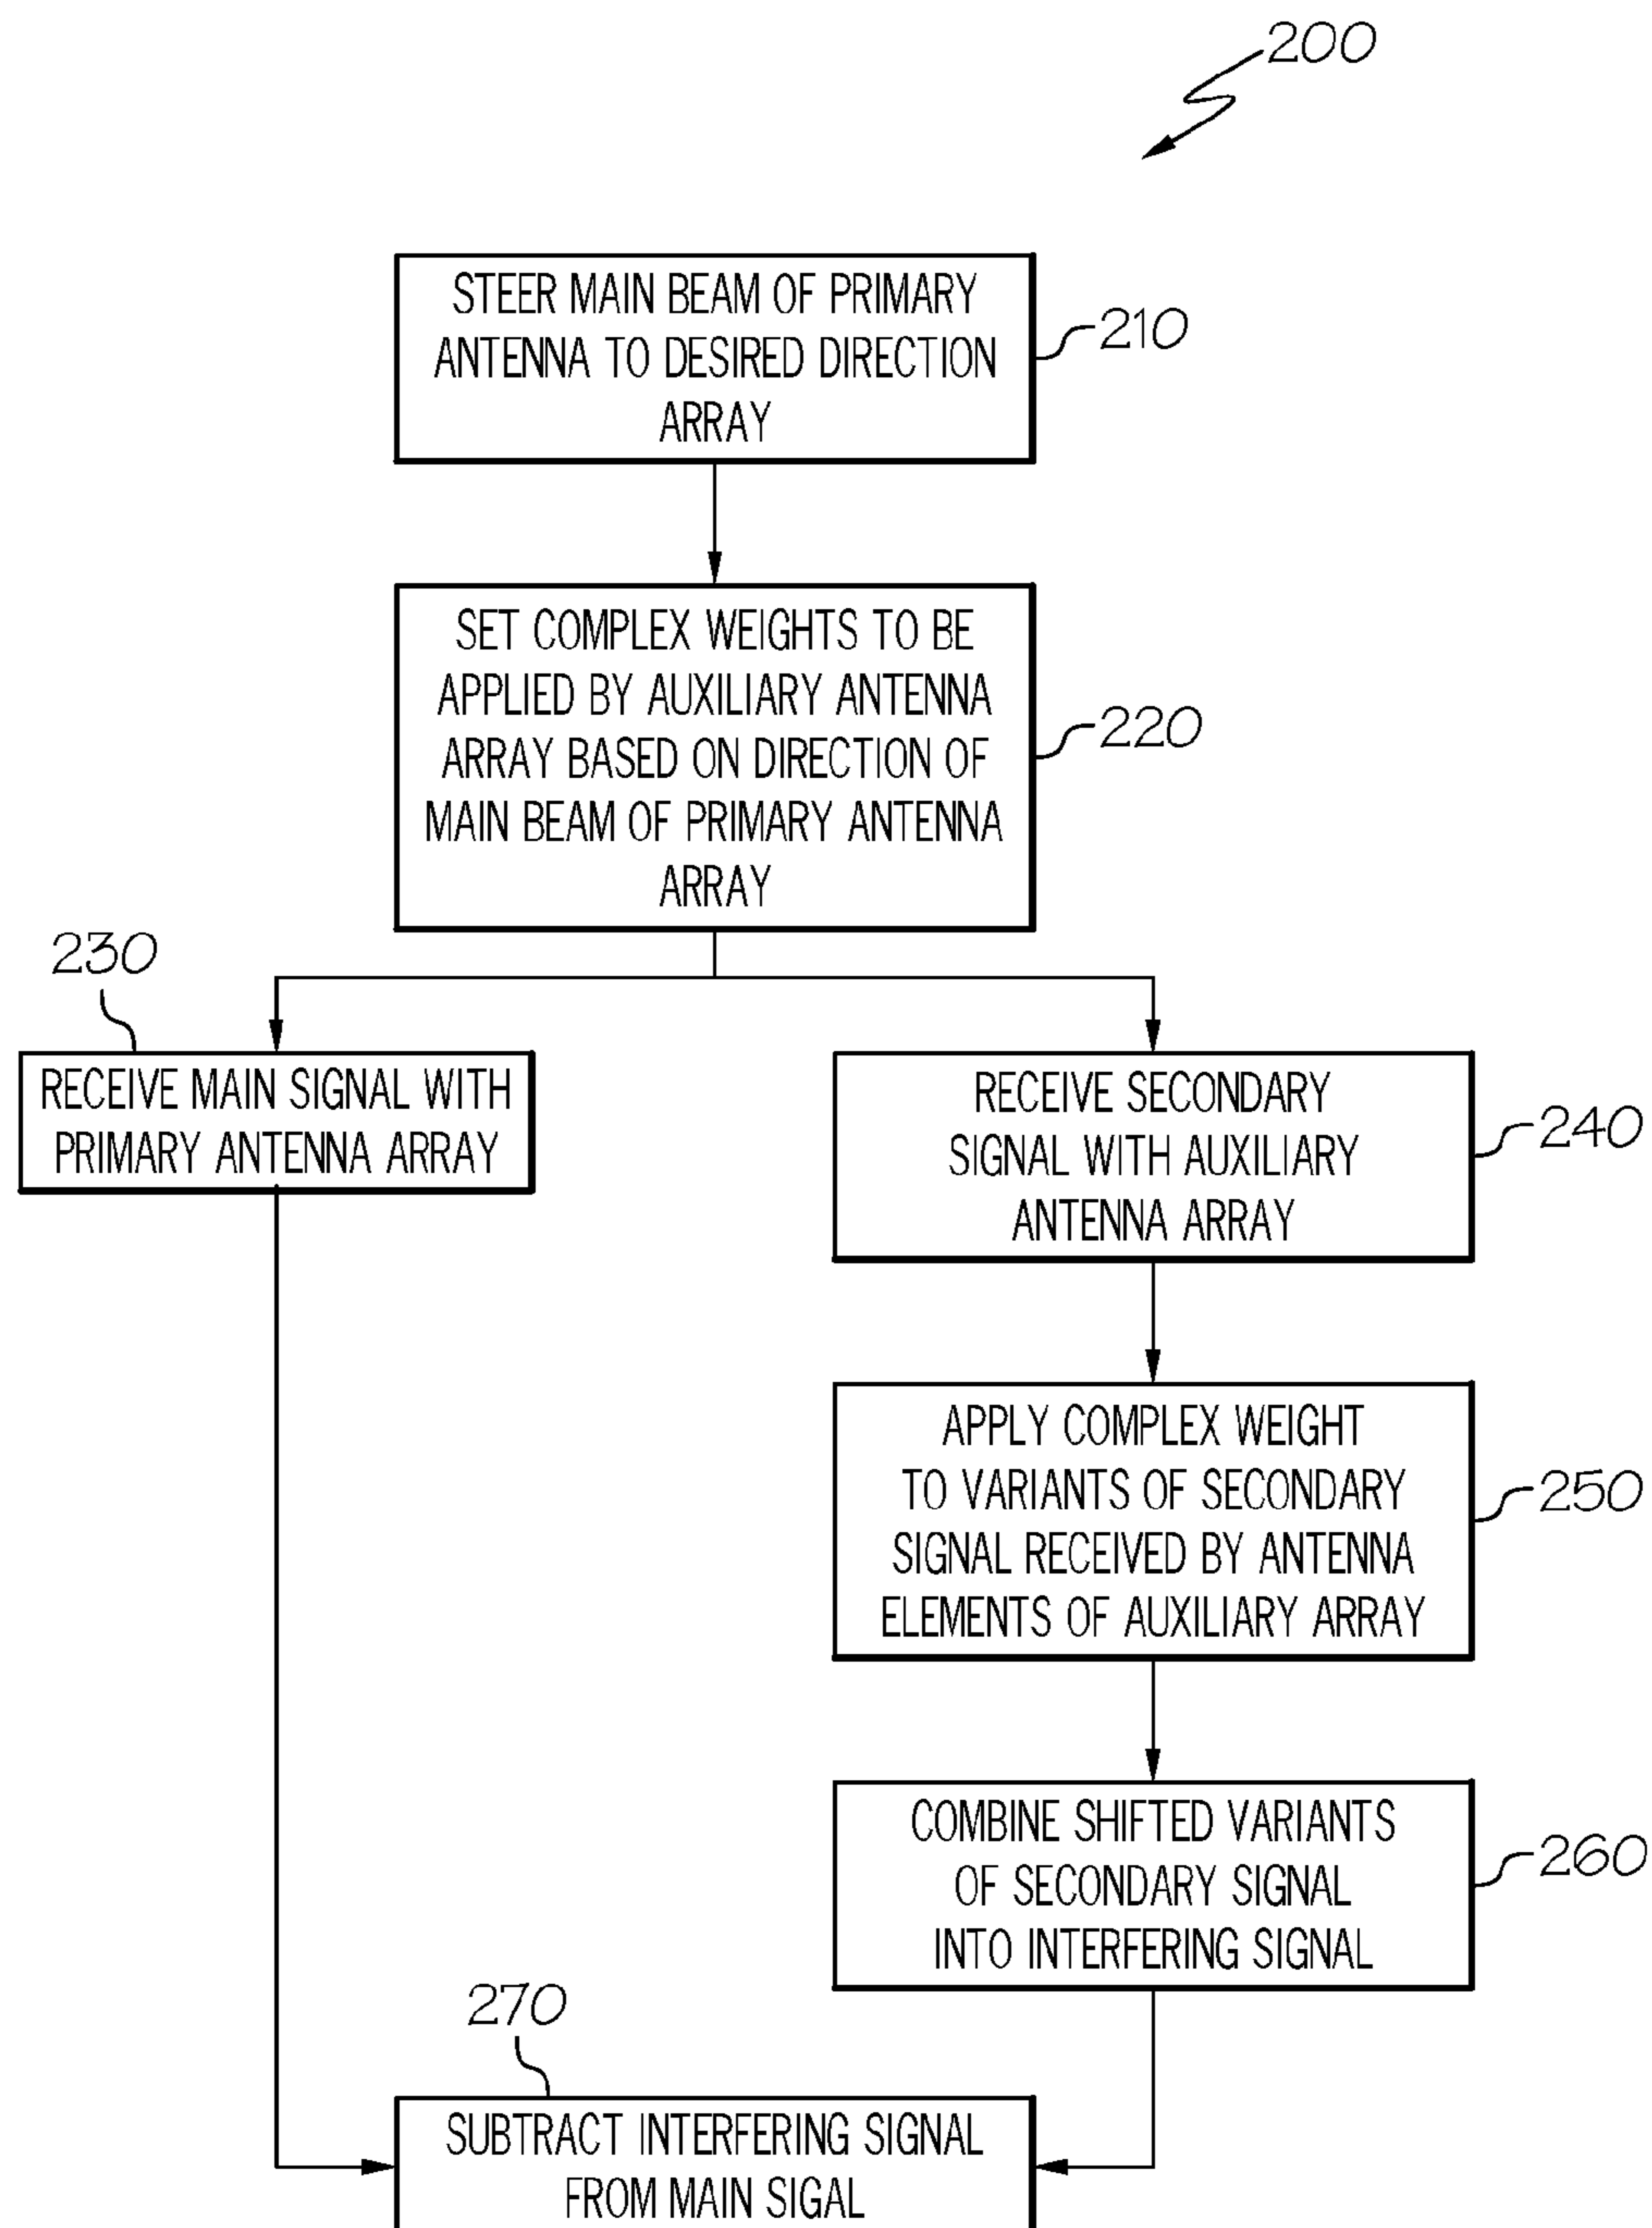 200
STEER MAIN BEAM OF PRIMARY
ANTENNA TO DESIRED DIRECTION
ARRAY
210
SET COMPLEX WEIGHTS TO BE
APPLIED BY AUXILIARY ANTENNA
ARRAY BASED ON DIRECTION OF
MAIN BEAM OF PRIMARY ANTENNA
ARRAY
220
230
RECEIVE MAIN SIGNAL WITH
PRIMARY ANTENNA ARRAY
RECEIVE SECONDARY
SIGNAL WITH AUXILIARY
ANTENNA ARRAY
240
APPLY COMPLEX WEIGHT
TO VARIANTS OF SECONDARY
SIGNAL RECEIVED BY ANTENNA
ELEMENTS OF AUXILIARY ARRAY
250
COMBINE SHIFTED VARIANTS
OF SECONDARY SIGNAL
INTO INTERFERING SIGNAL
260
270
SUBTRACT INTERFERING SIGNAL
FROM MAIN SIGAL